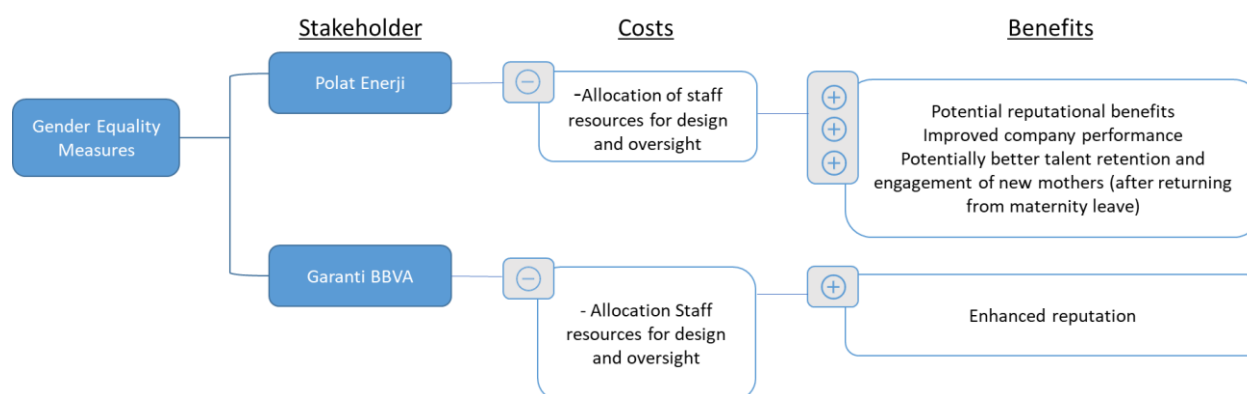 Stakeholder
Costs
Benefits
Gender Equality
Measures
Polat Enerji
-Allocation of staff
resources for design
and oversight
Potential reputational benefits
Improved company performance
Potentially better talent retention and
engagement of new mothers (after returning
from maternity leave)
Garanti BBVA
- Allocation Staff
resources for design
and oversight
Enhanced reputation